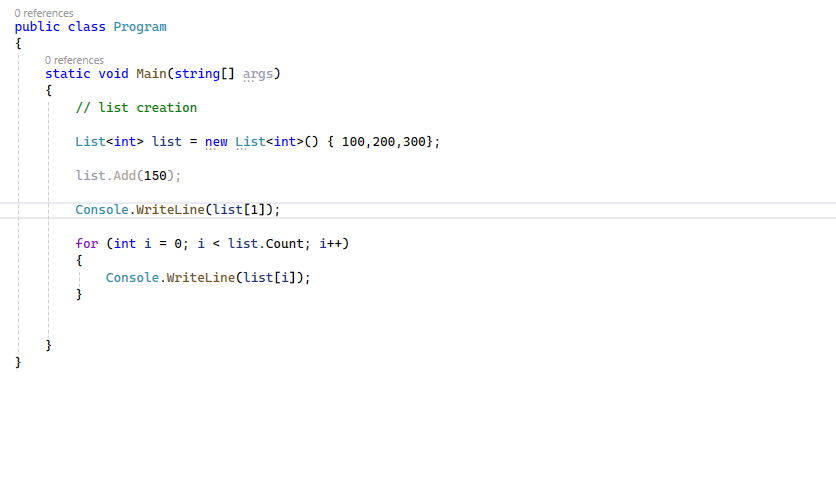 0 references
public class Program
{
0 references
static void Main(string[] args)
{
// list creation
List<int> list = new List<int>() { 100,200,300};
list.Add(150);
Console.WriteLine(list[1]);
for (int i = 0; i < list.Count; i++)
{
Console.WriteLine(list[i]);
}
}
}